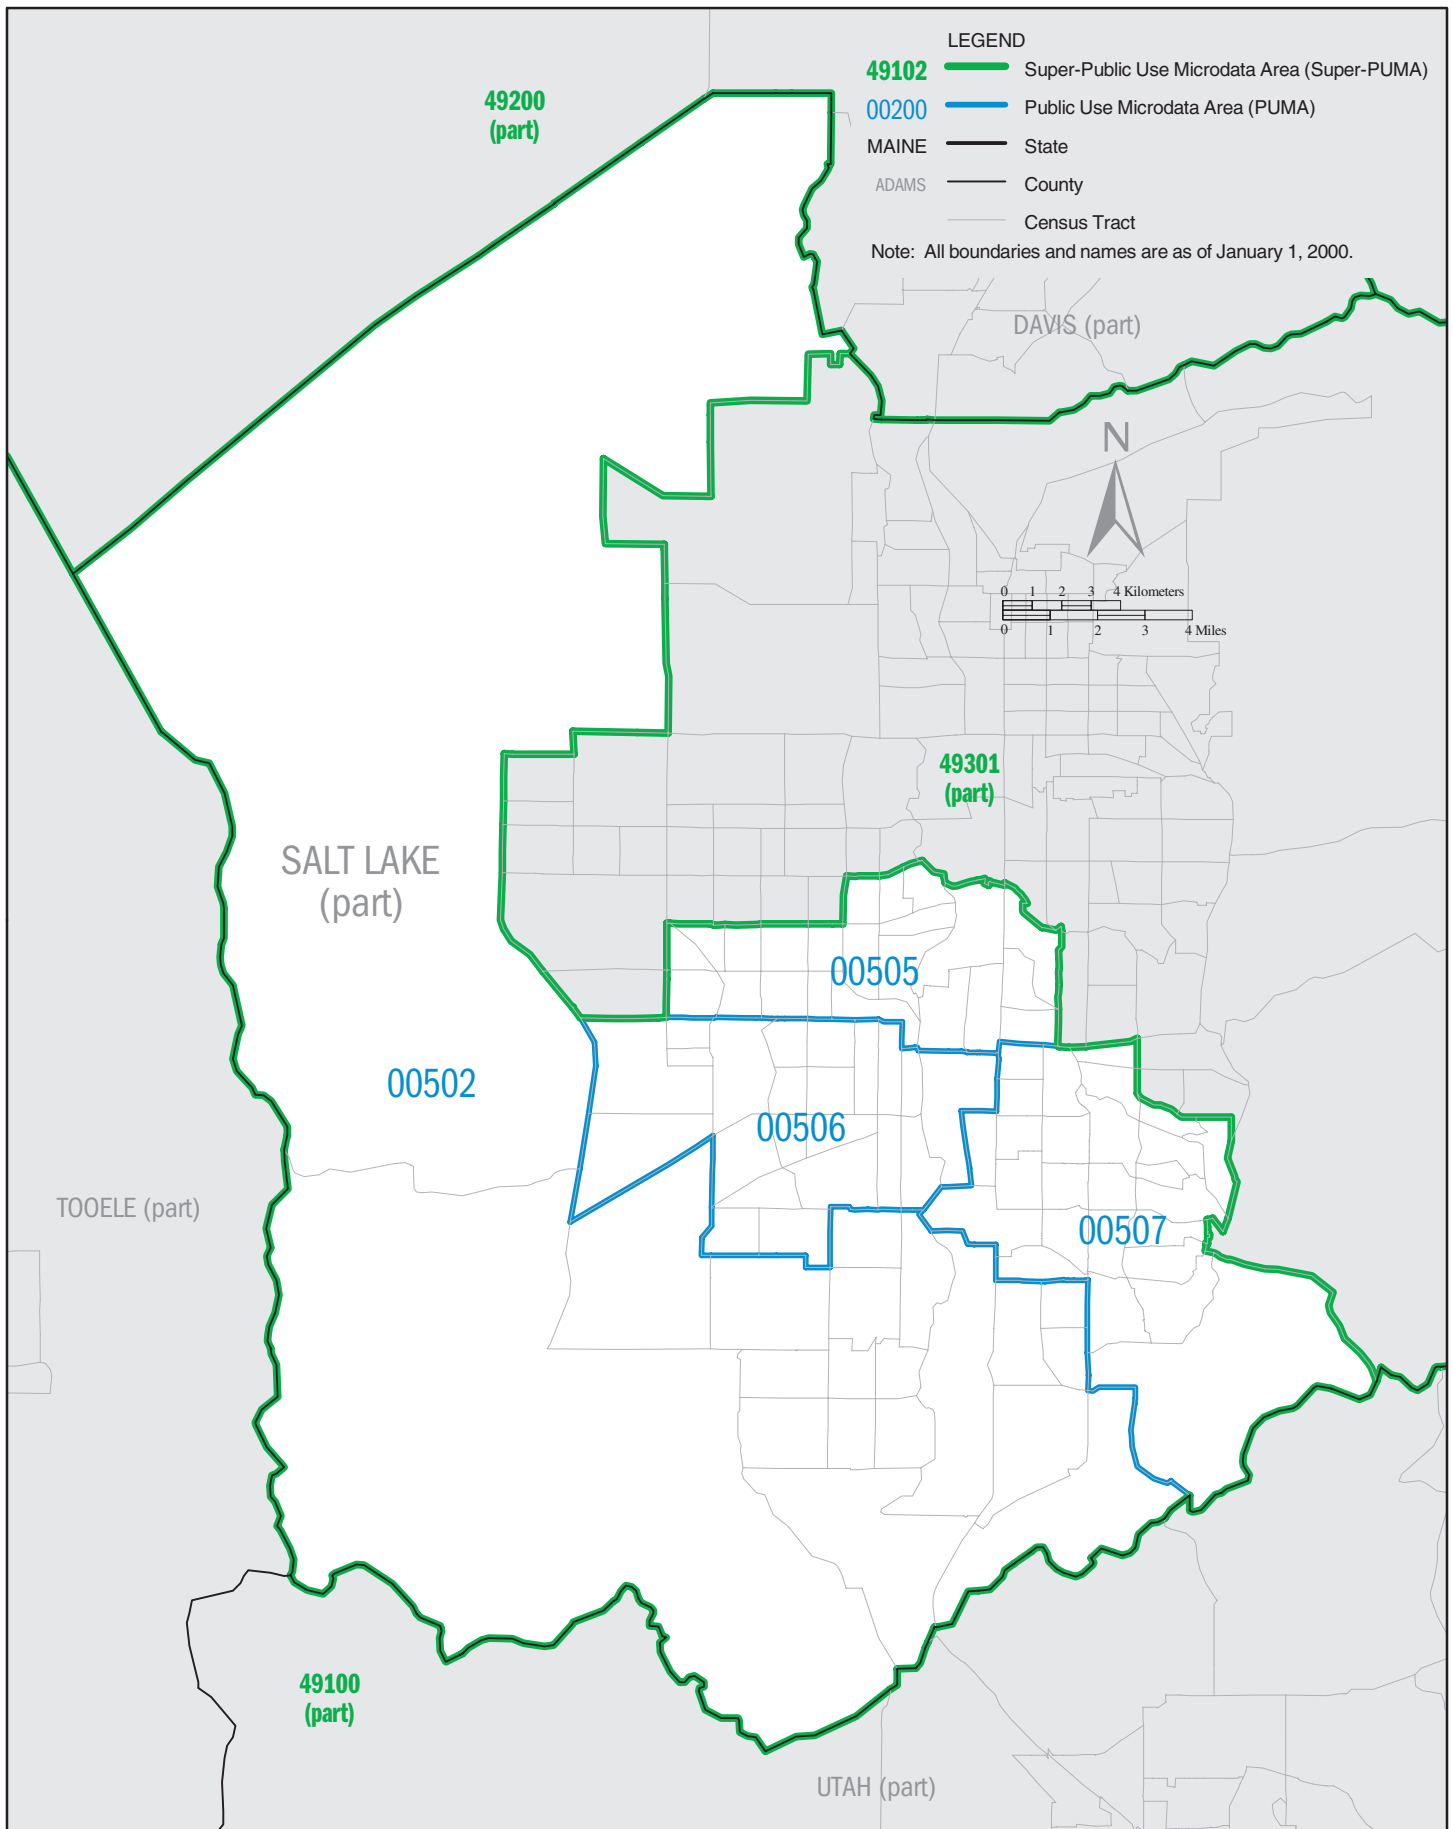 LEGEND
49102 Super-Public Use Microdata Area (Super-PUMA)
00200 Public Use Microdata Area (PUMA)
MAINE State
ADAMS County
Census Tract
Note: All boundaries and names are as of January 1, 2000.
49200
(part)
DAVIS (part)
N
0 1 2 3 4 Kilometers
0 1 2 3 4 Miles
49301
(part)
SALT LAKE
(part)
00505
00502
00506
TOOELE (part)
00507
49100
(part)
UTAH (part)